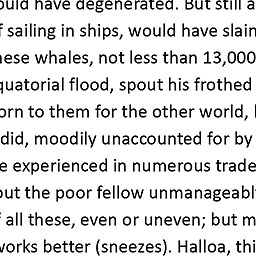 ould have degenerated. But still a
f sailing in ships, would have slain
hese whales, not less than 13,000
quatorial flood, spout his frothed
orn to them for the other world,
did, moodily unaccounted for by
e experienced in numerous trade
out the poor fellow unmanageabl
f all these, even or uneven; but m
works better (sneezes). Halloa, thi